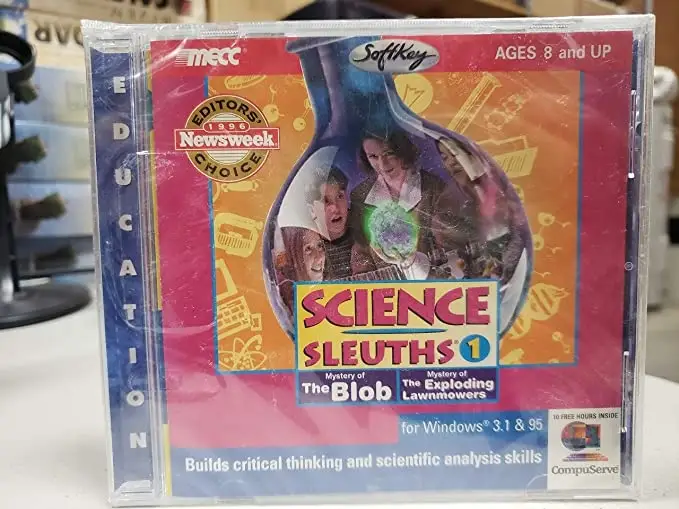 DAR
EDUCATION
mecc
SoftKey
AGES 8 and UP
EDITORS'
1996
Newsweek
CHOICE
SCIENCE
SLEUTHS® 1
Mystery of
The Blob
Mystery of
The Exploding
Lawnmowers
for Windows® 3.1 & 95
10 FREE HOURS INSIDE
CompuServe
Builds critical thinking and scientific analysis skills